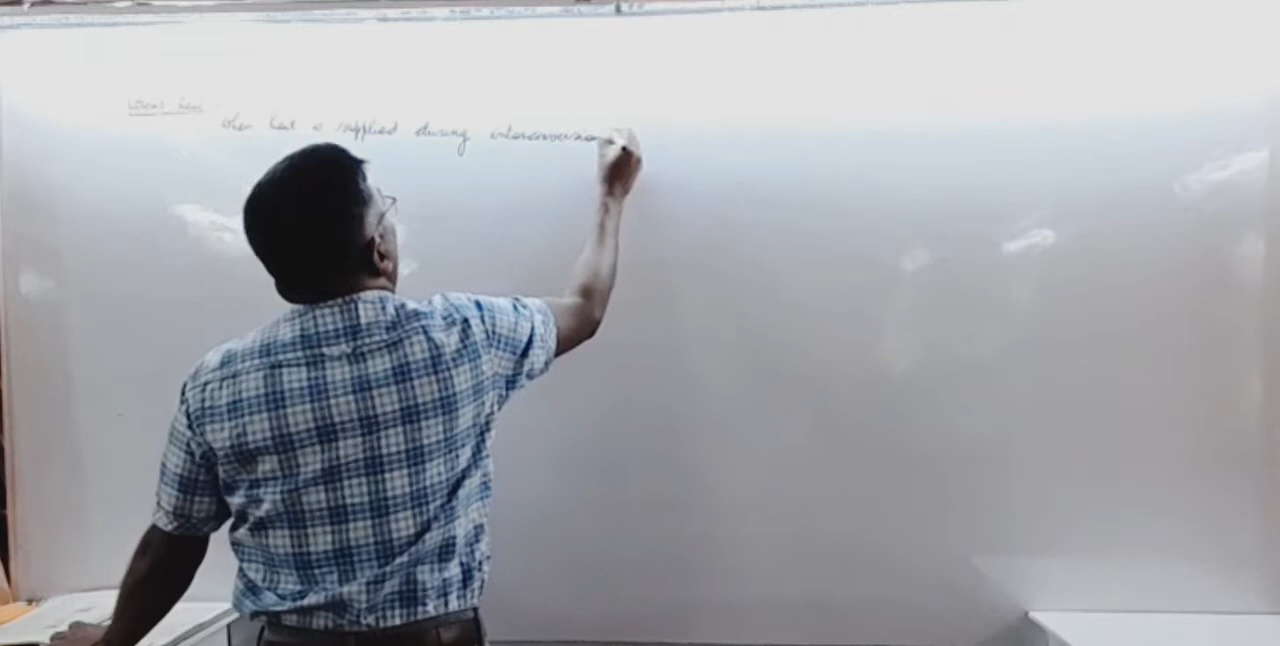 Latent heat
When heat is supplied during interconversion